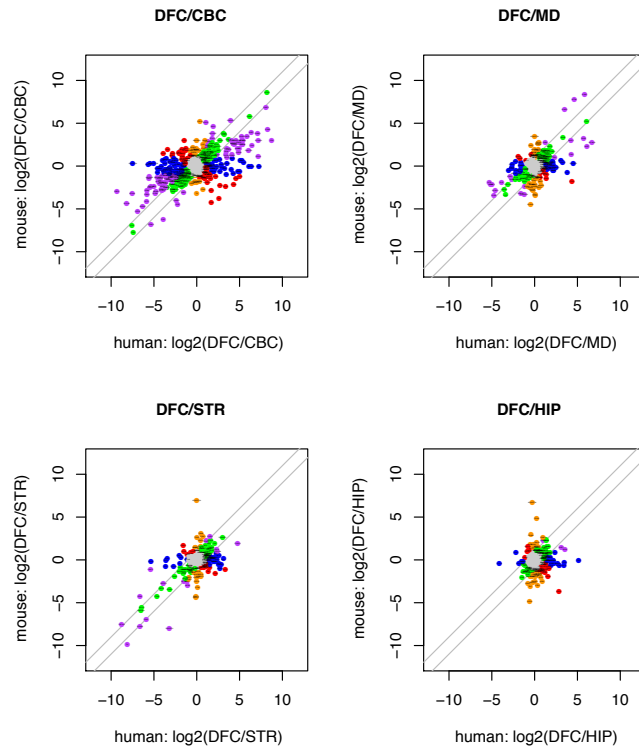 DFC/CBC
mouse: log2(DFC/CBC)
10
5
0
−5
−10
−10 −5 0 5 10
human: log2(DFC/CBC)
DFC/MD
mouse: log2(DFC/MD)
10
5
0
−5
−10
−10 −5 0 5 10
human: log2(DFC/MD)
DFC/STR
mouse: log2(DFC/STR)
10
5
0
−5
−10
−10 −5 0 5 10
human: log2(DFC/STR)
DFC/HIP
mouse: log2(DFC/HIP)
10
5
0
−5
−10
−10 −5 0 5 10
human: log2(DFC/HIP)